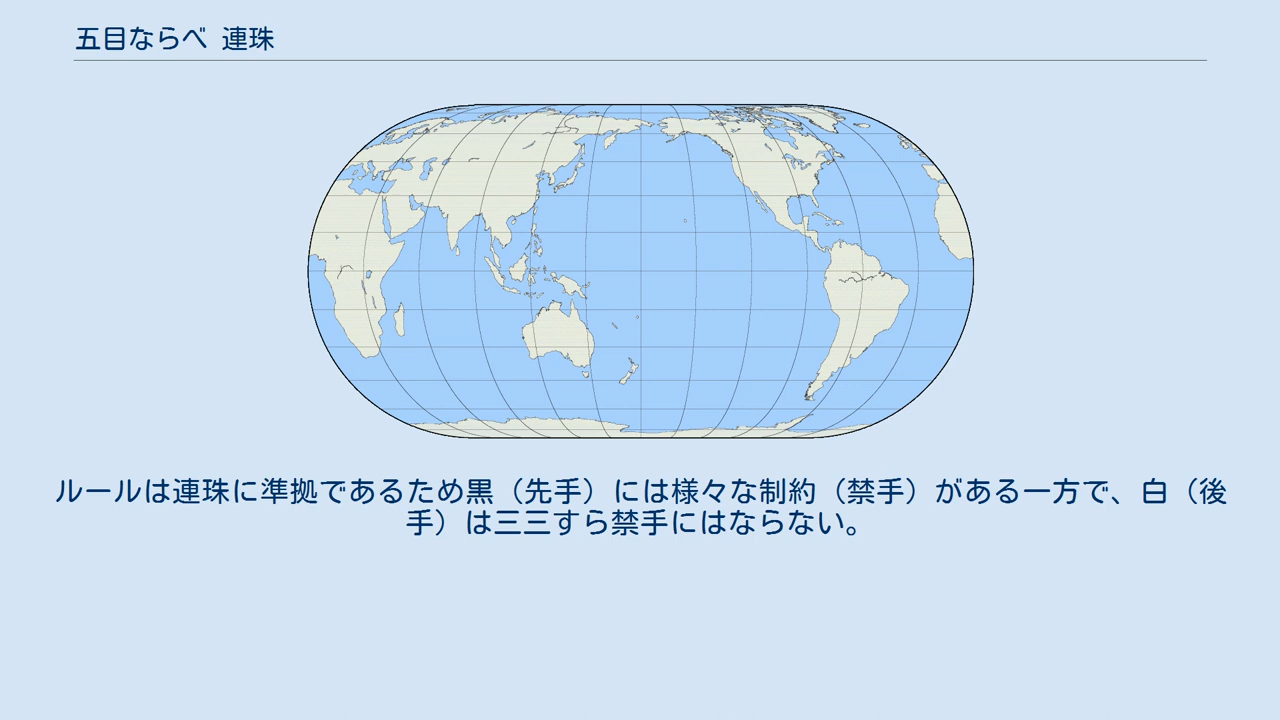 五目ならべ 連珠
ルールは連珠に準拠であるため黒（先手）には様々な制約（禁手）がある一方で、白（後
手）は三三すら禁手にはならない。